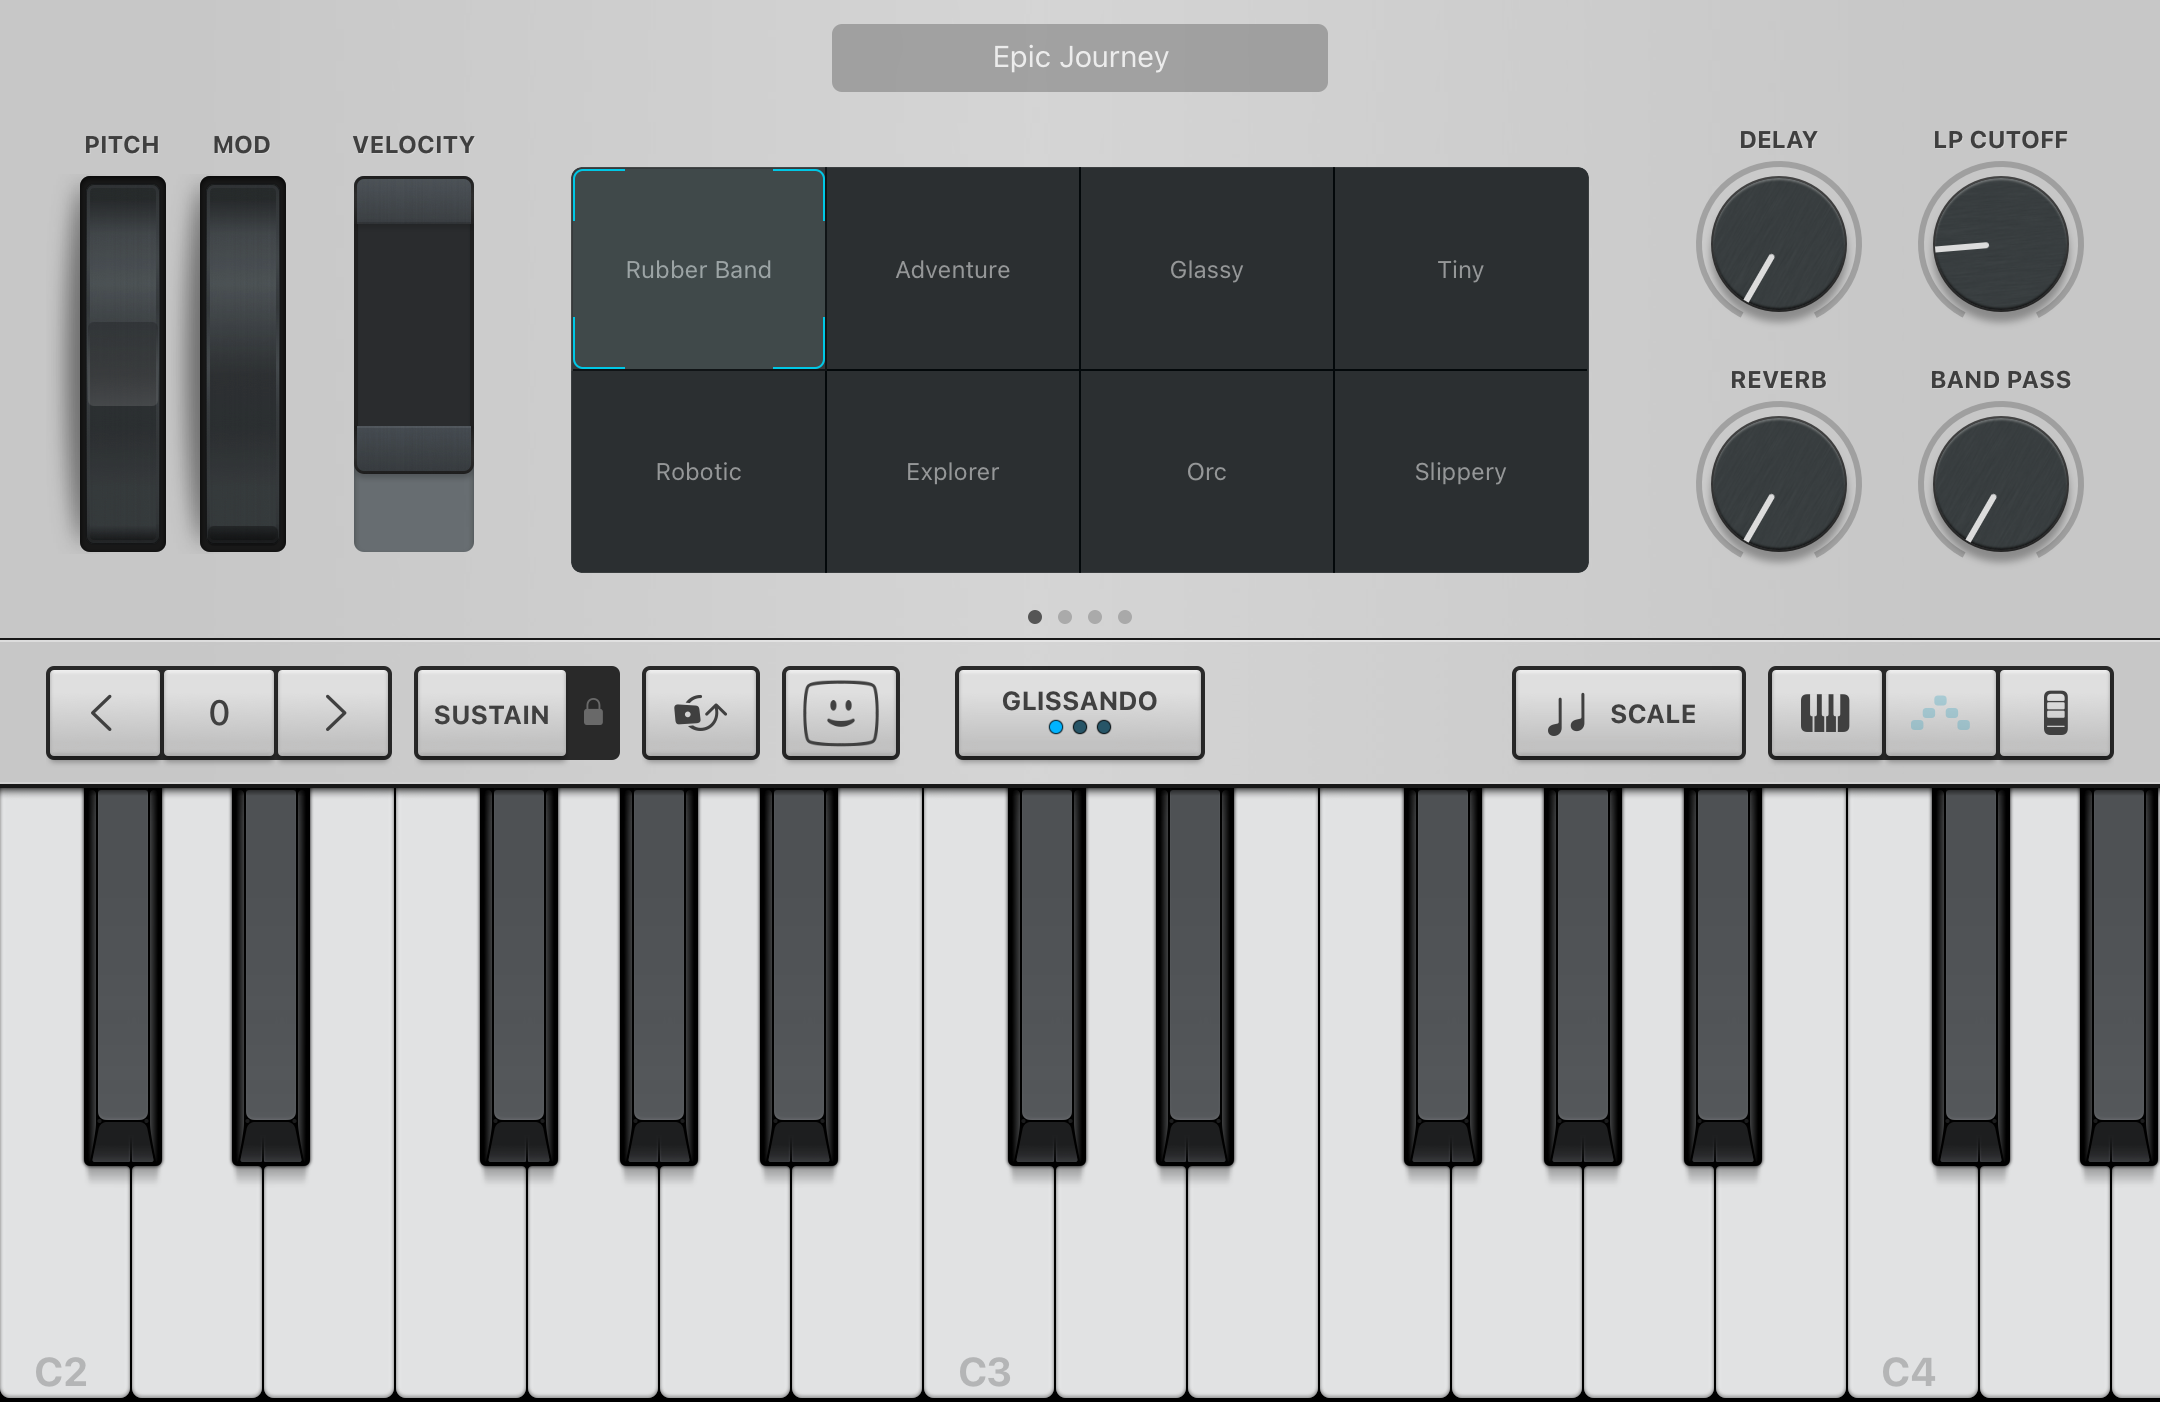 Epic Journey
PITCH MOD VELOCITY
DELAY LP CUTOFF
Rubber Band Adventure Glassy Tiny
REVERB BAND PASS
Robotic Explorer Orc Slippery
0 SUSTAIN GLISSANDO SCALE
C2 C3 C4